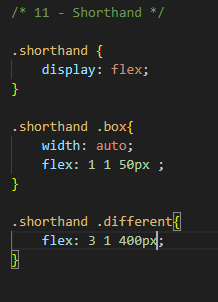 /* 11 - Shorthand */
.shorthand {
display: flex;
}
.shorthand .box{
width: auto;
flex: 1 1 50px ;
}
.shorthand .different{
flex: 3 1 400px;
}